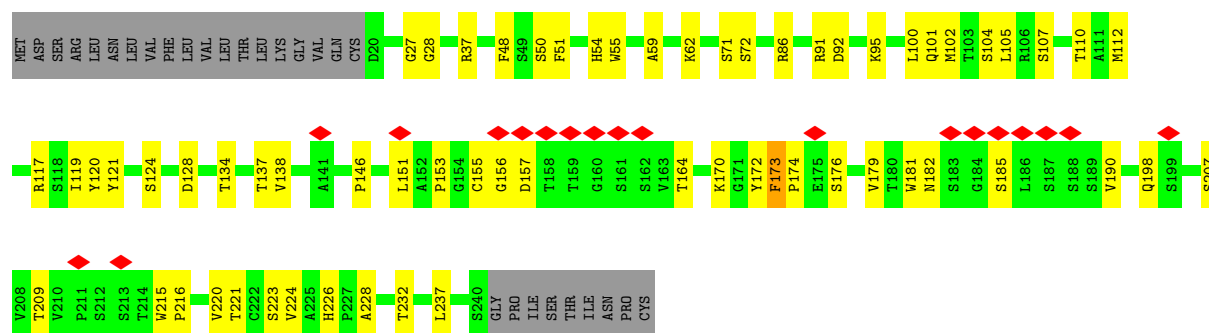 MET ASP SER ARG LEU ASN LEU VAL PHE LEU VAL LEU THR LEU LYS GLY VAL GLN CYS D20 G27 G28 R37 F48 S49 S50 F51 H54 W55 A59 K62 S71 S72 R86 R91 D92 K95 L100 Q101 M102 T103 S104 L105 R106 S107 T110 A111 M112
R117 S118 I119 Y120 Y121 S124 D128 T134 T137 V138 A141 P146 L151 A152 P153 G154 C155 G156 D157 T158 T159 G160 S161 S162 V163 T164 K170 G171 Y172 F173 P174 E175 S176 V179 T180 W181 N182 S183 G184 S185 L186 S187 S188 S189 V190 Q198 S199 S207
V208 T209 V210 P211 S212 S213 T214 W215 P216 V220 T221 C222 S223 V224 A225 H226 P227 A228 T232 L237 S240 GLY PRO ILE SER THR ILE ASN PRO CYS